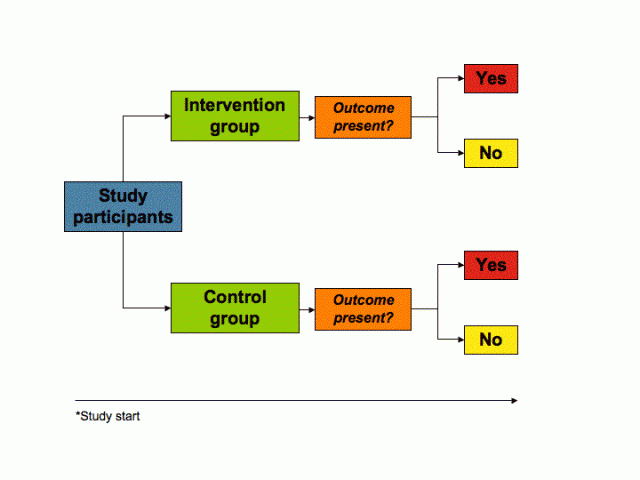 Yes
Intervention
group
Outcome
present?
No
Study
participants
Yes
Control
group
Outcome
present?
No
*Study start